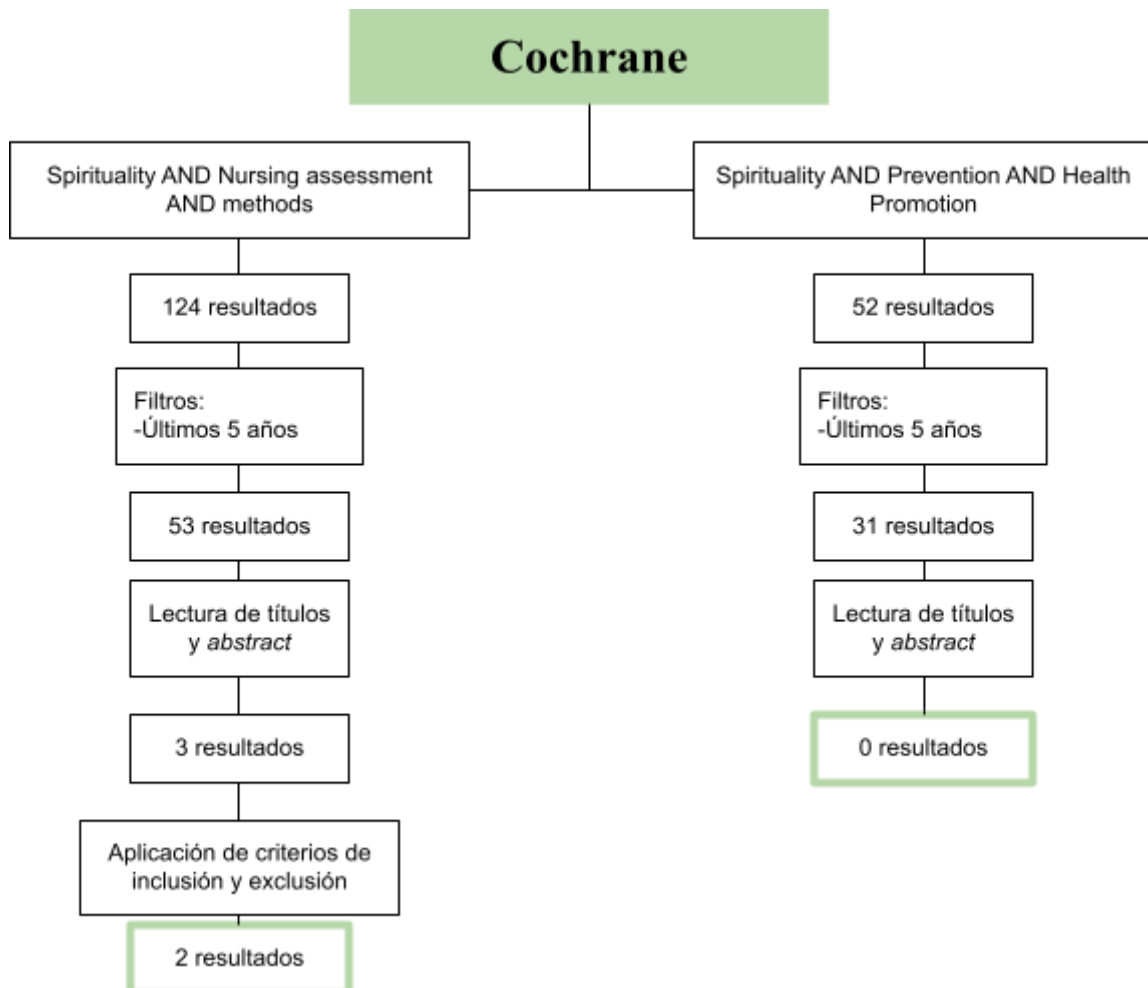 Cochrane
Spirituality AND Nursing assessment
AND methods
124 resultados
Filtros:
-Últimos 5 años
53 resultados
Lectura de títulos
y abstract
3 resultados
Aplicación de criterios de
inclusión y exclusión
2 resultados
Spirituality AND Prevention AND Health
Promotion
52 resultados
Filtros:
-Últimos 5 años
31 resultados
Lectura de títulos
y abstract
0 resultados